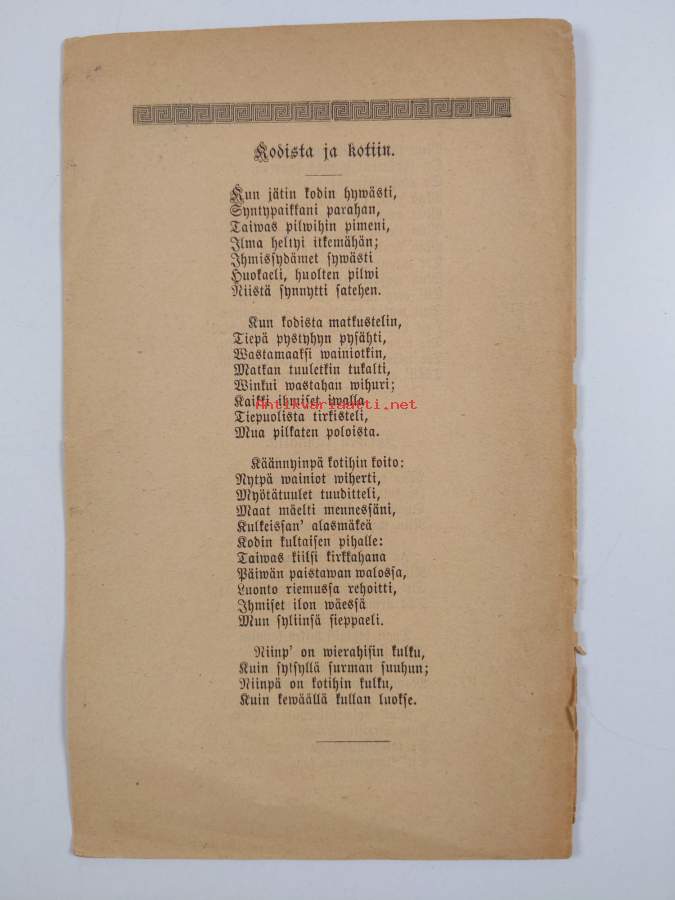 Kodista ja kotiin.
Kun jätin kodin hywästi,
Syntypaikkani parahan,
Taiwas pilwihin pimeni,
Ilma heltyi itkemähän;
Ihmissydämet sywästi
Huokaeli, huolten pilwi
Niistä synnytti satehen.
Kun kodista matkustelin,
Tiepä pystyhyn pysähti,
Wastamaaksi wainiotkin,
Matkan tuuletkin tukalti,
Winkui wastahan wihuri;
Kaikki ihmiset iwalla
Antikvariaatti.net
Tiepuolista tirkisteli,
Mua pilkaten poloista.
Käännyinpä kotihin koito:
Nytpä wainiot wiherti,
Myötätuulet tuuditteli,
Maat mäelti mennessäni,
Kulkeissan' alasmäkeä
Kodin kultaisen pihalle:
Taiwas kiilsi kirkkahana
Päiwän paistawan walossa,
Luonto riemussa rehoitti,
Ihmiset ilon wäessä
Mun syliinsä sieppaeli.
Niinp' on wierahisin kulku,
Kuin syksyllä surman suuhun;
Niinpä on kotihin kulku,
Kuin kewäällä kullan luokse.